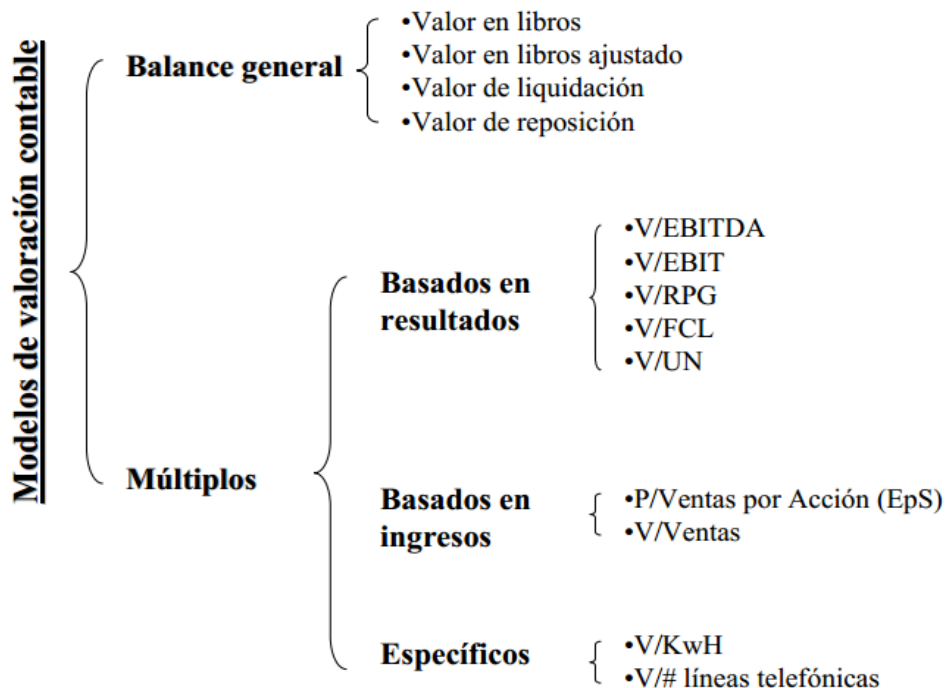 Modelos de valoración contable
Balance general
•Valor en libros
•Valor en libros ajustado
•Valor de liquidación
•Valor de reposición
Múltiplos
Basados en
resultados
•V/EBITDA
•V/EBIT
•V/RPG
•V/FCL
•V/UN
Basados en
ingresos
•P/Ventas por Acción (EpS)
•V/Ventas
Específicos
•V/KwH
•V/# líneas telefónicas